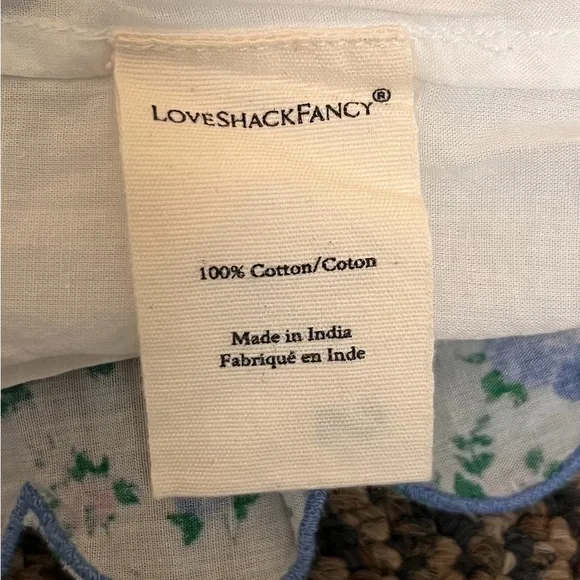 LOVESHACKFANCY®
100% Cotton/Coton
Made in India
Fabriqué en Inde